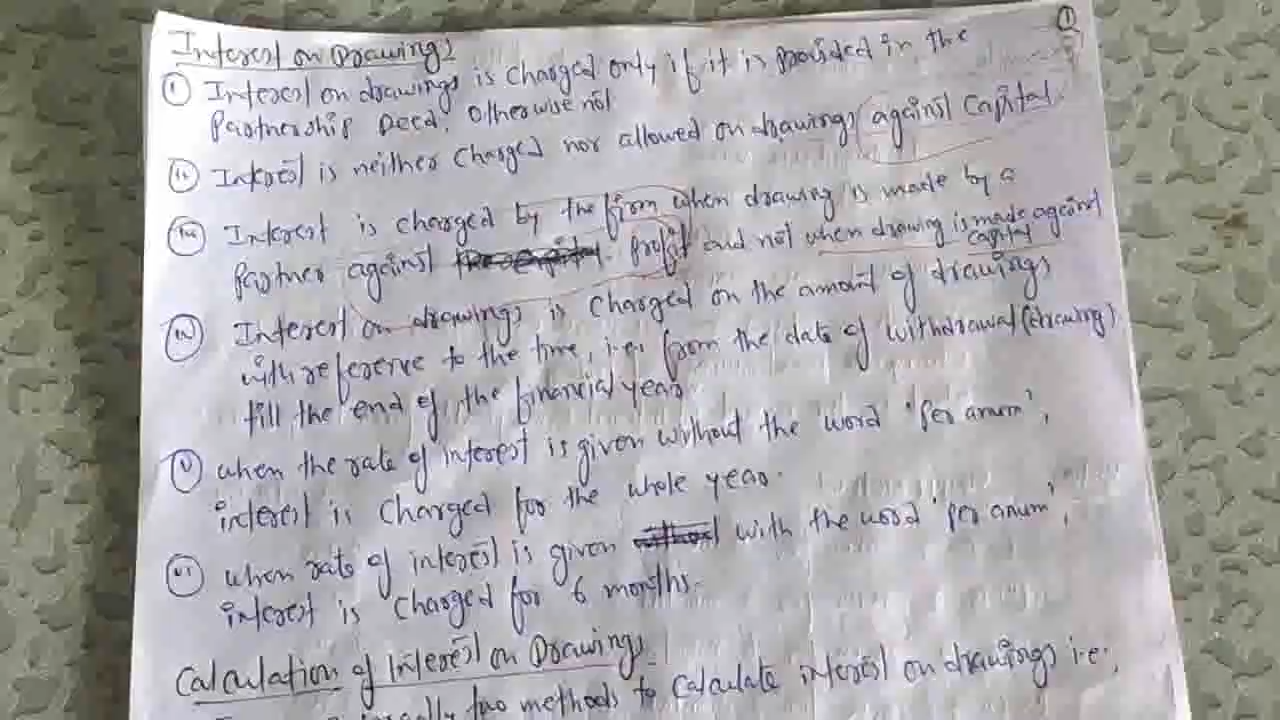 ①
Interest on Drawings
① Interest on drawings is charged only if it is provided in the
Partnership Deed, otherwise not
(ii) Interest is neither charged nor allowed on drawings against capital.
(iii) Interest is charged by the firm when drawing is made by a
partner against profit and not when drawing is made against
capital
(iv) Interest on drawings is charged on the amount of drawings
with reference to the time, i.e. from the date of withdrawal (drawing)
till the end of the financial year.
(v) when the rate of interest is given without the word 'per anum',
interest is charged for the whole year.
(vi) when rate of interest is given with the word 'per anum',
interest is charged for 6 months.
Calculation of Interest on Drawings
two methods to calculate interest on drawings i.e.,